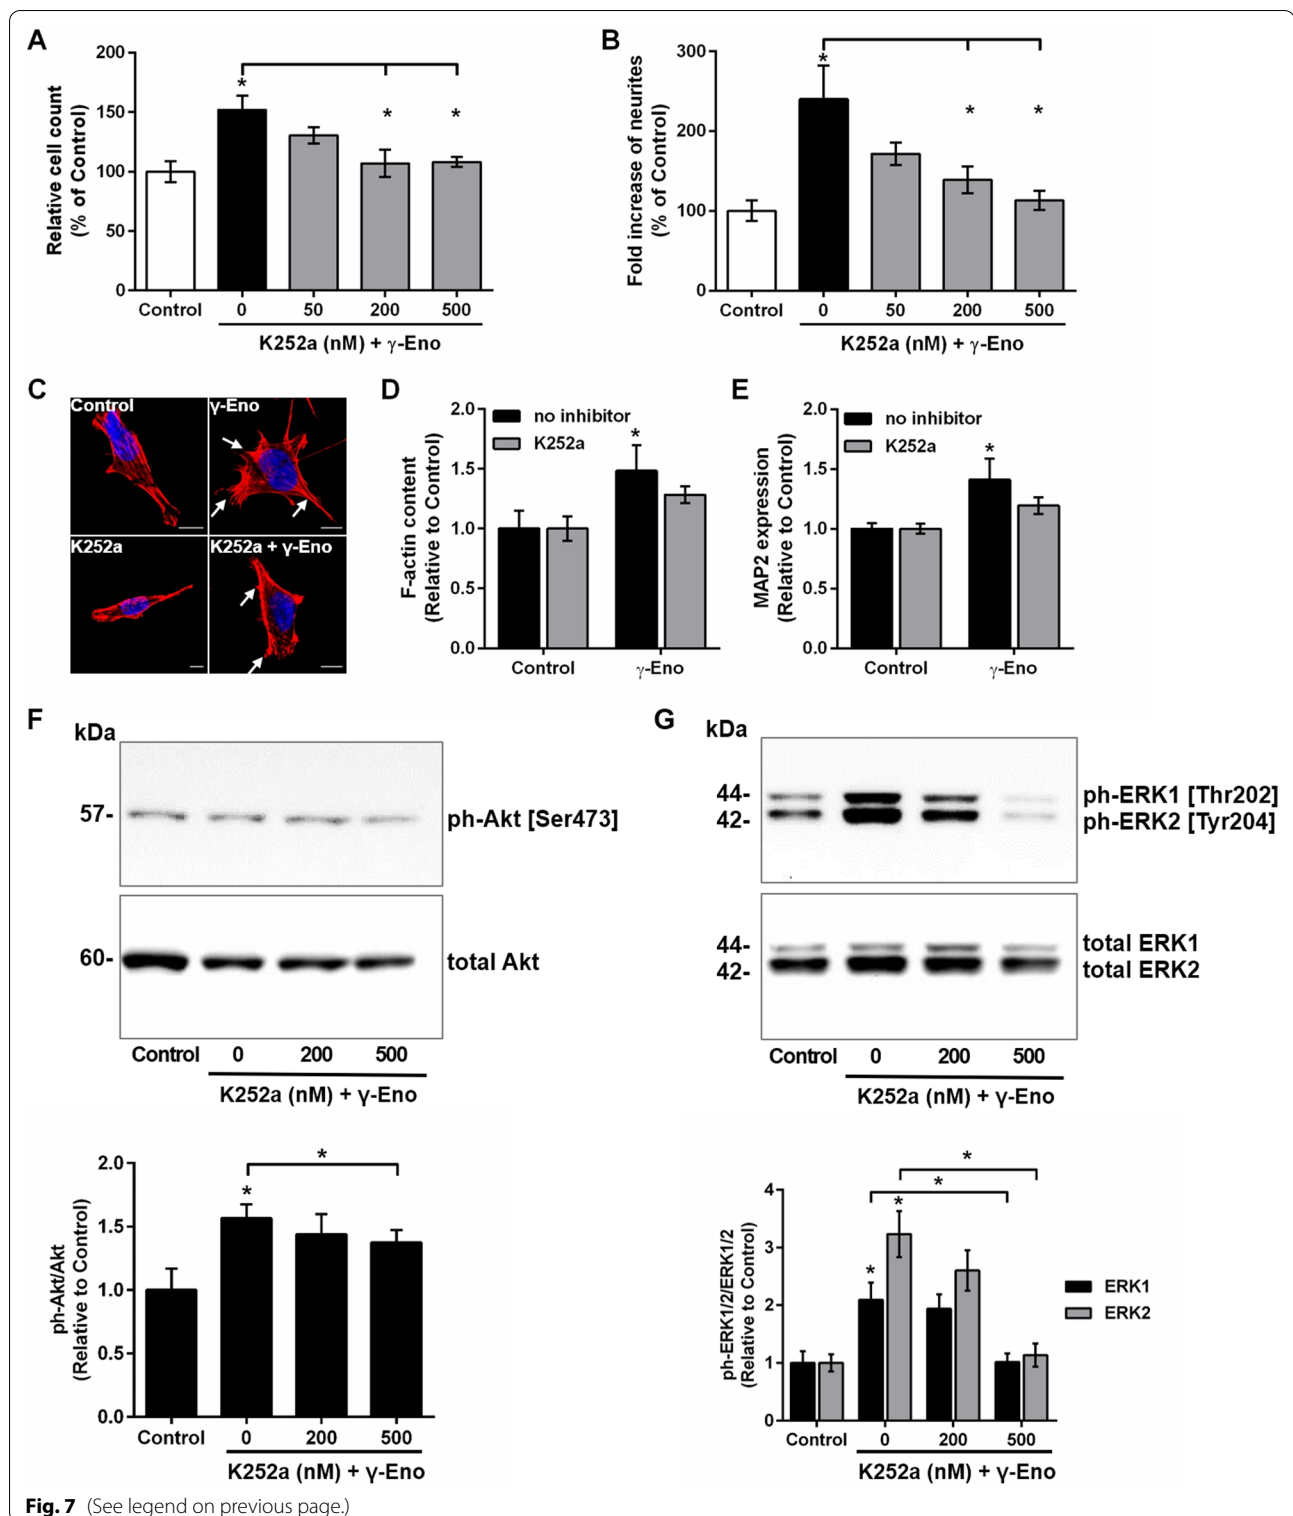 A
200
150
100
50
0
Relative cell count
(% of Control)
*
*
*
Control
0
50
200
500
K252a (nM) + γ-Eno
B
300
200
100
0
Fold increase of neurites
(% of Control)
*
*
*
Control
0
50
200
500
K252a (nM) + γ-Eno
C
Control
γ-Eno
K252a
K252a + γ-Eno
D
2.0
1.5
1.0
0.5
0.0
F-actin content
(Relative to Control)
no inhibitor
K252a
*
Control
γ-Eno
E
2.0
1.5
1.0
0.5
0.0
MAP2 expression
(Relative to Control)
no inhibitor
K252a
*
Control
γ-Eno
F
kDa
57-
ph-Akt [Ser473]
60-
total Akt
Control
0
200
500
K252a (nM) + γ-Eno
2.0
1.5
1.0
0.5
0.0
ph-Akt/Akt
(Relative to Control)
*
*
Control
0
200
500
K252a (nM) + γ-Eno
G
kDa
44-
42-
ph-ERK1 [Thr202]
ph-ERK2 [Tyr204]
44-
42-
total ERK1
total ERK2
Control
0
200
500
K252a (nM) + γ-Eno
4
3
2
1
0
ph-ERK1/2/ERK1/2
(Relative to Control)
*
*
*
*
ERK1
ERK2
Control
0
200
500
K252a (nM) + γ-Eno
Fig. 7 (See legend on previous page.)